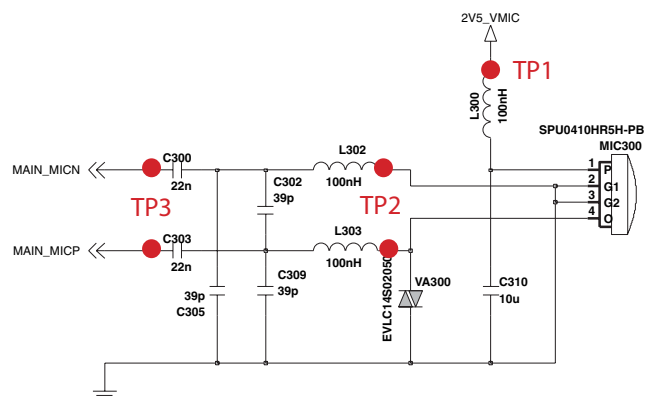 2V5_VMIC
TP1
L300
100nH
SPU0410HR5H-PB
MIC300
1 P
2 G1
3 G2
4 O
MAIN_MICN
C300
22n
L302
100nH
C302
39p
TP3
TP2
MAIN_MICP
C303
22n
L303
100nH
39p
C305
C309
39p
EVLC14S02050
VA300
C310
10u